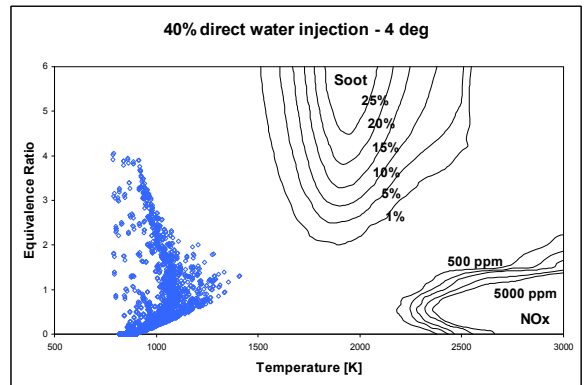 40% direct water injection - 4 deg
Equivalence Ratio
6
5
4
3
2
1
0
Soot
25%
20%
15%
10%
5%
1%
500 ppm
5000 ppm
NOx
500
1000
1500
2000
2500
3000
Temperature [K]